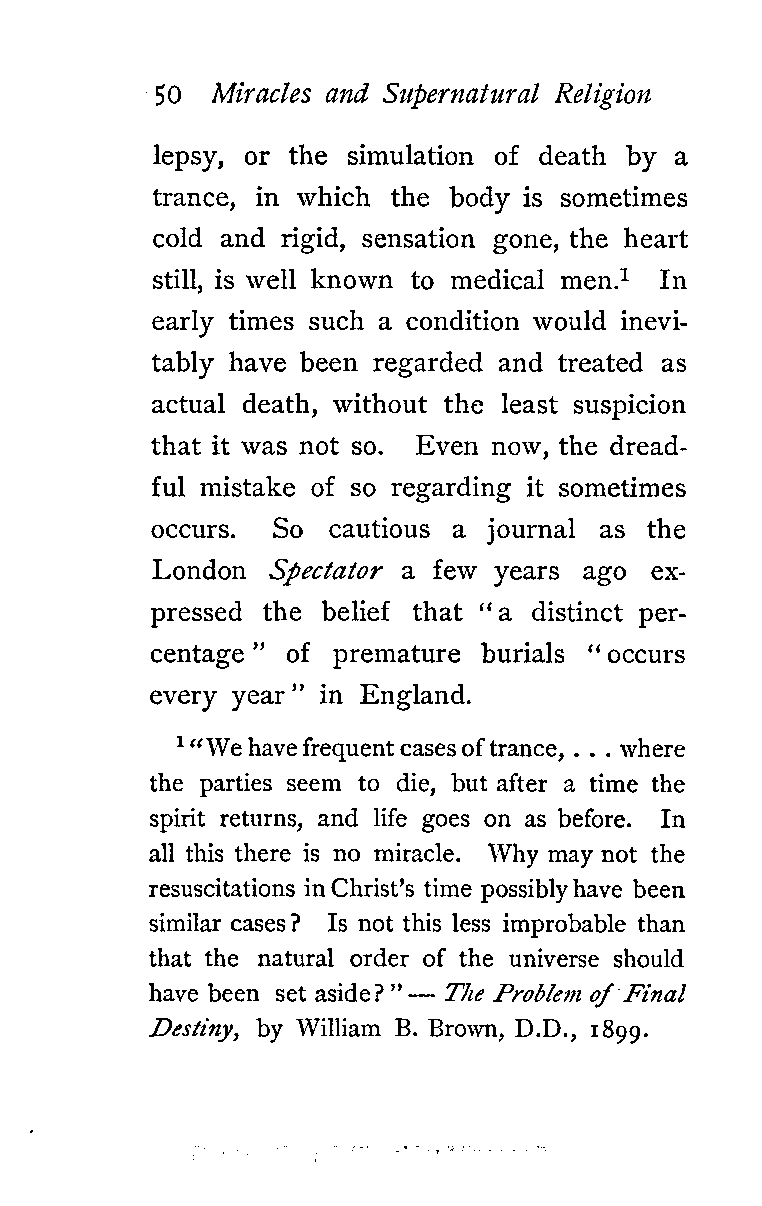 50 Miracles and Supernatural Religion
lepsy, or the simulation of death by a
trance, in which the body is sometimes
cold and rigid, sensation gone, the heart
still, is well known to medical men.¹ In
early times such a condition would inevi-
tably have been regarded and treated as
actual death, without the least suspicion
that it was not so. Even now, the dread-
ful mistake of so regarding it sometimes
occurs. So cautious a journal as the
London Spectator a few years ago ex-
pressed the belief that "a distinct per-
centage" of premature burials "occurs
every year" in England.
¹ "We have frequent cases of trance, . . . where
the parties seem to die, but after a time the
spirit returns, and life goes on as before. In
all this there is no miracle. Why may not the
resuscitations in Christ's time possibly have been
similar cases? Is not this less improbable than
that the natural order of the universe should
have been set aside?" — The Problem of Final
Destiny, by William B. Brown, D.D., 1899.